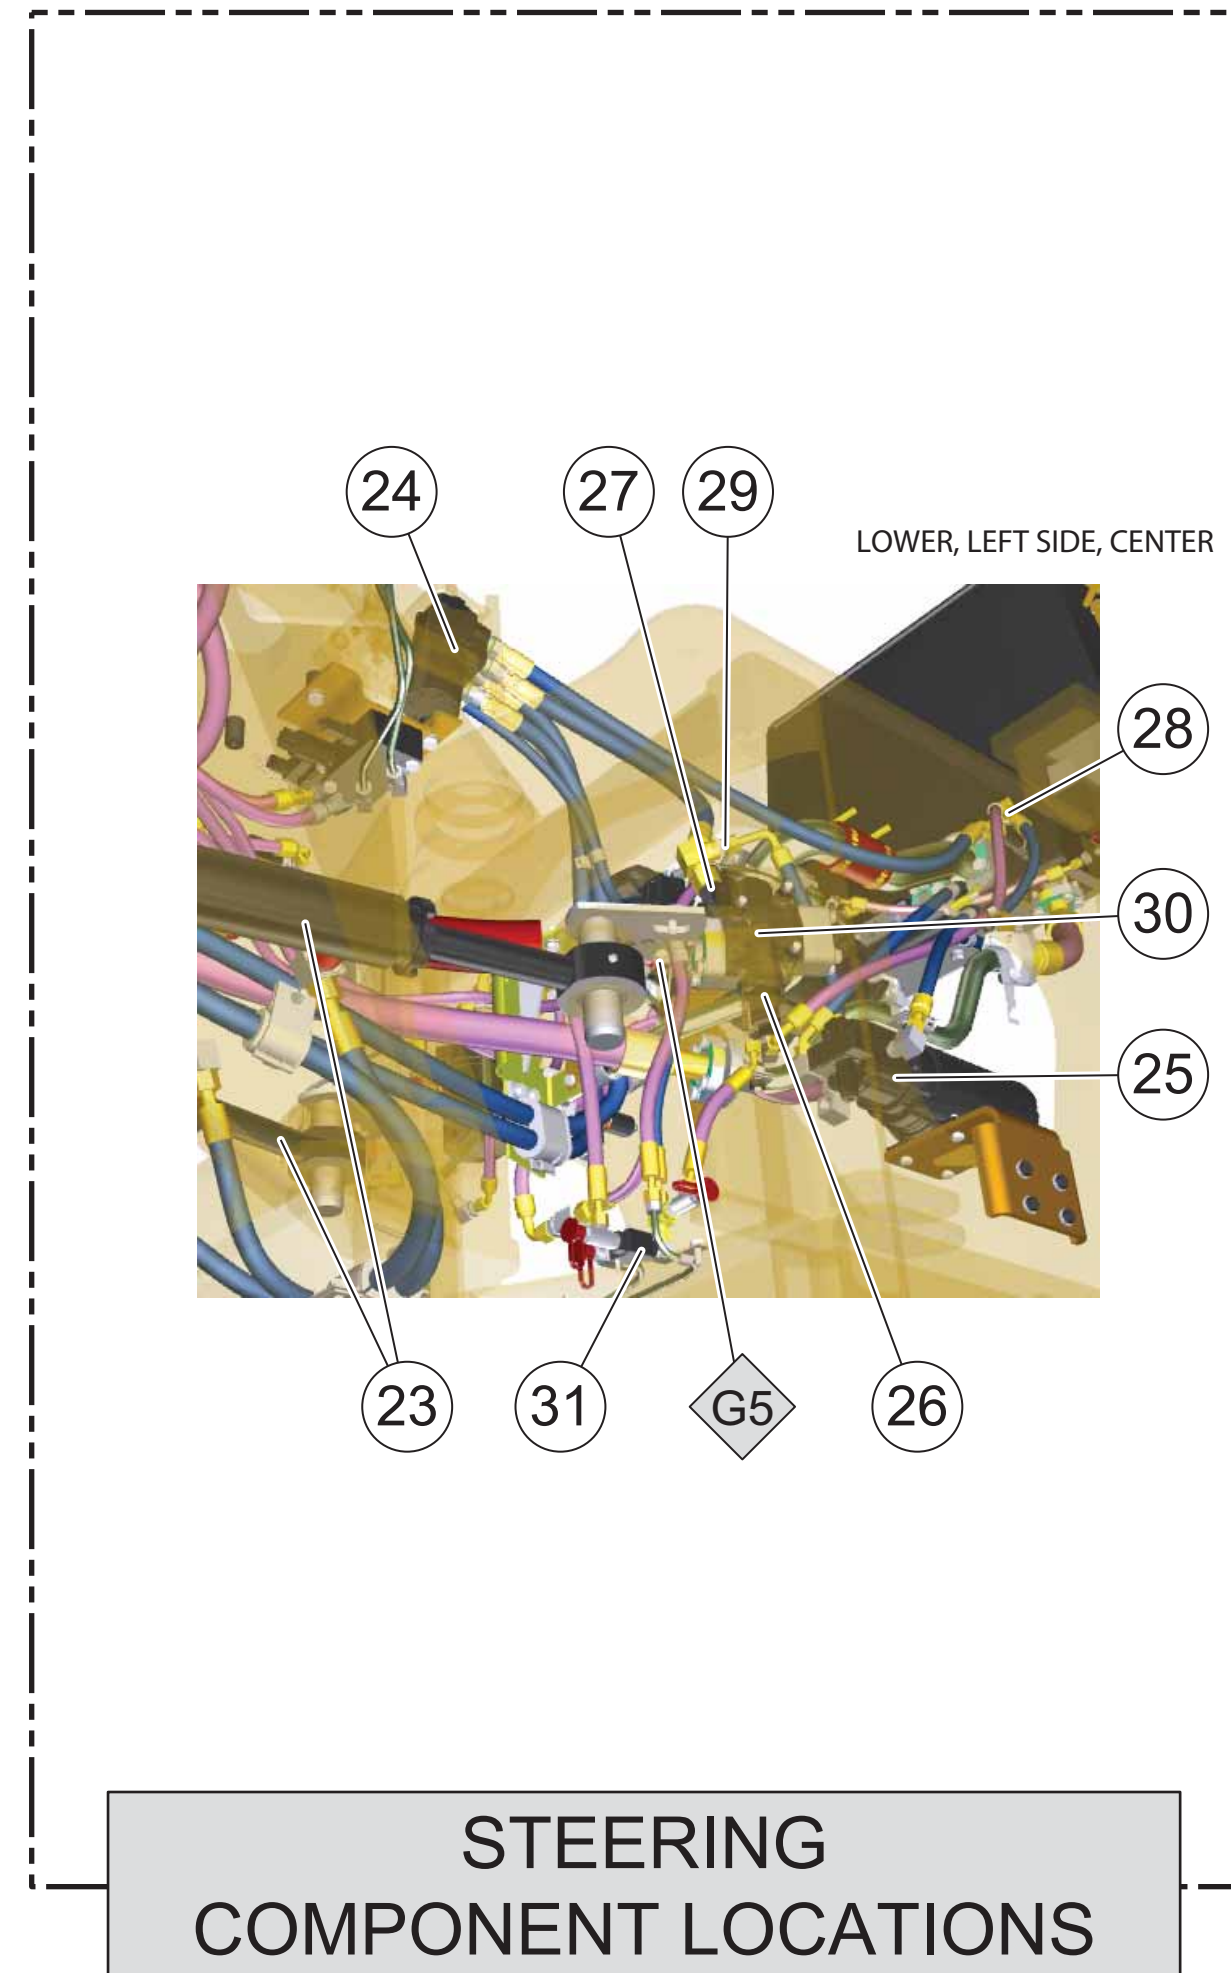 24
27
29
LOWER, LEFT SIDE, CENTER
28
30
25
23
31
G5
26
STEERING
COMPONENT LOCATIONS